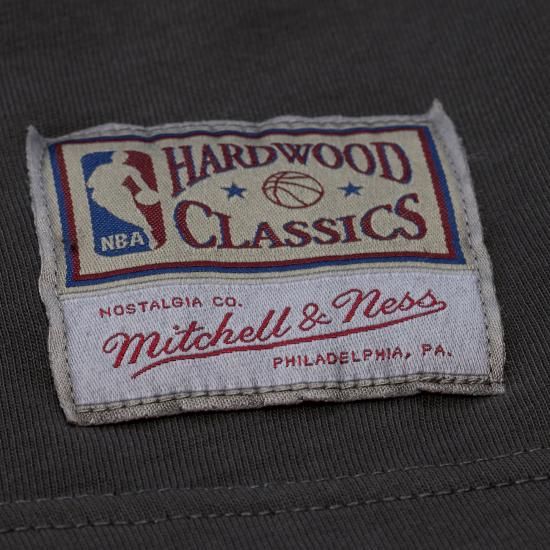 HARDWOOD
CLASSICS
NBA
NOSTALGIA CO.
Mitchell & Ness
PHILADELPHIA, PA.